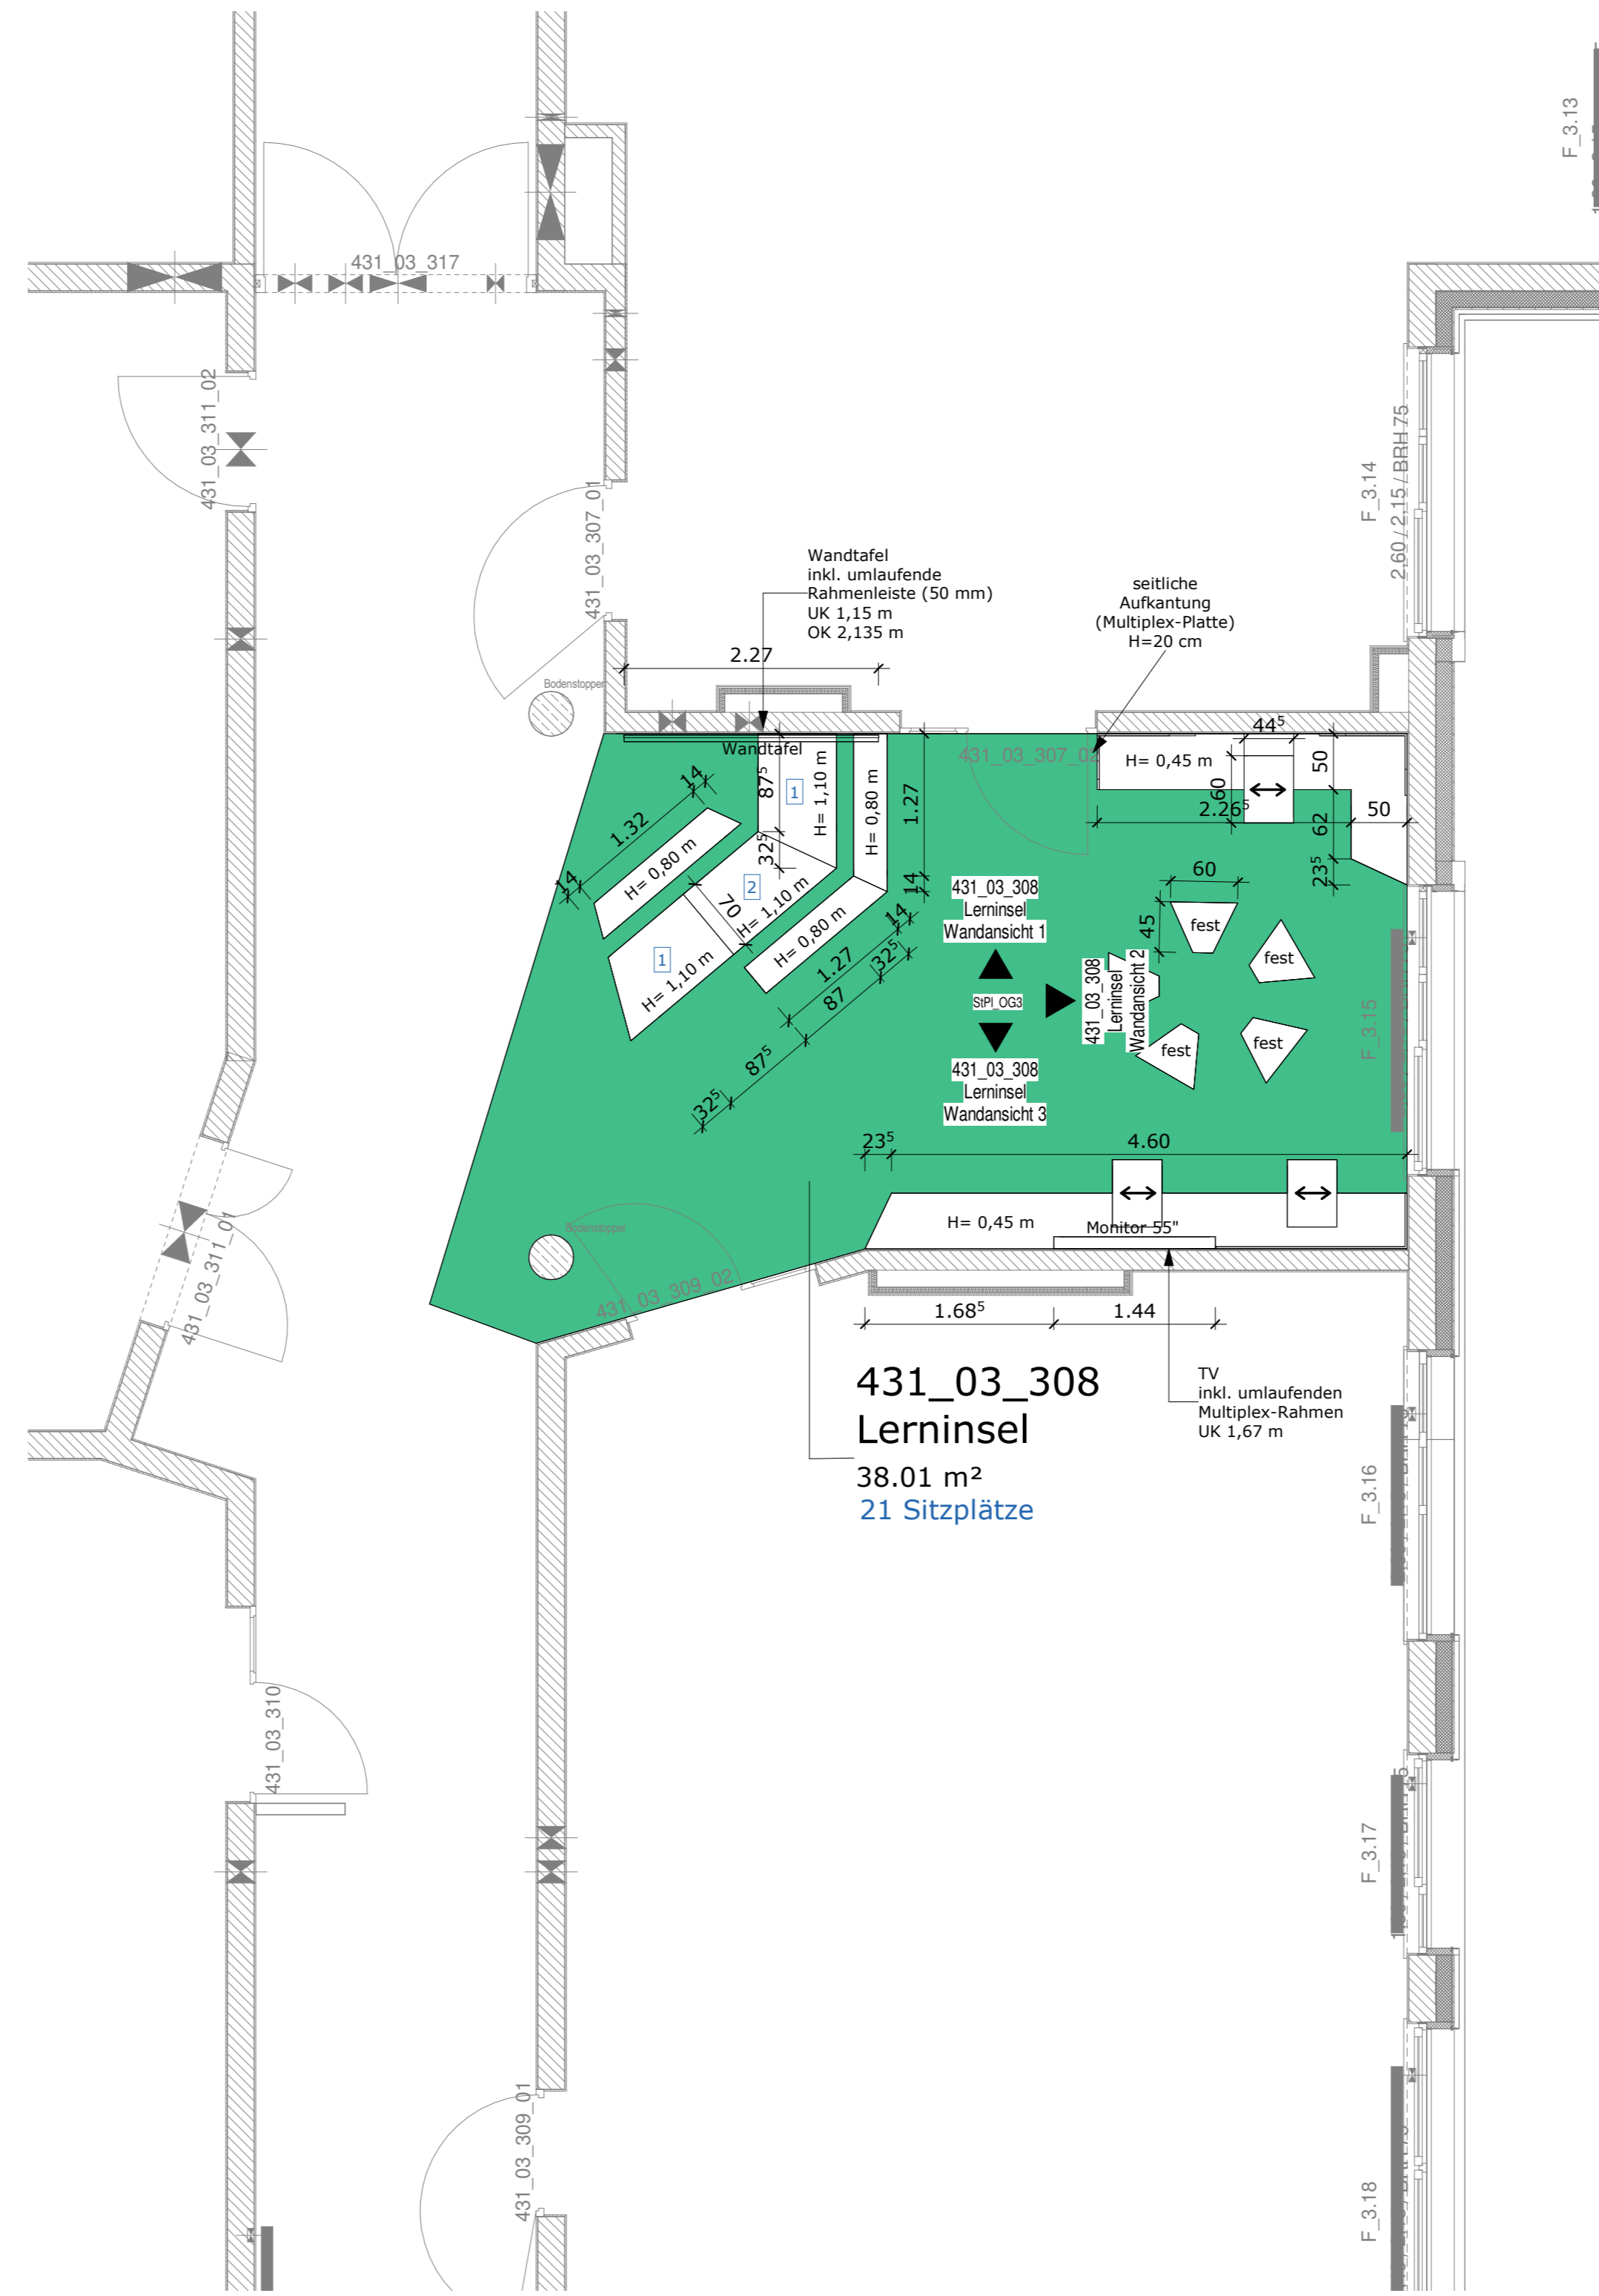 F_3.13
431_03_317
431_03_311_02
431_03_307_01
F_3.14
2,60 / 2,15 / BRH 75
Wandtafel
inkl. umlaufende
Rahmenleiste (50 mm)
UK 1,15 m
OK 2,135 m
seitliche
Aufkantung
(Multiplex-Platte)
H=20 cm
2.27
Bodenstopper
Wandtafel
431_03_307_02
H= 0,45 m
44⁵
50
60
2.26⁵
50
62
23⁵
14
1.32
14
H= 0,80 m
87⁵
32⁵
1
H= 1,10 m
H= 0,80 m
1.27
14
2
H= 1,10 m
70
1
H= 1,10 m
H= 0,80 m
14
1.27
32⁵
87
87⁵
32⁵
431_03_308
Lerninsel
Wandansicht 1
StPl_OG3
431_03_308
Lerninsel
Wandansicht 2
431_03_308
Lerninsel
Wandansicht 3
60
45
fest
fest
fest
fest
F_3.15
23⁵
4.60
H= 0,45 m
Monitor 55"
Bodenstopper
431_03_309_02
431_03_311_01
1.68⁵
1.44
431_03_308
Lerninsel
38.01 m²
21 Sitzplätze
TV
inkl. umlaufenden
Multiplex-Rahmen
UK 1,67 m
F_3.16
431_03_310
F_3.17
431_03_309_01
F_3.18